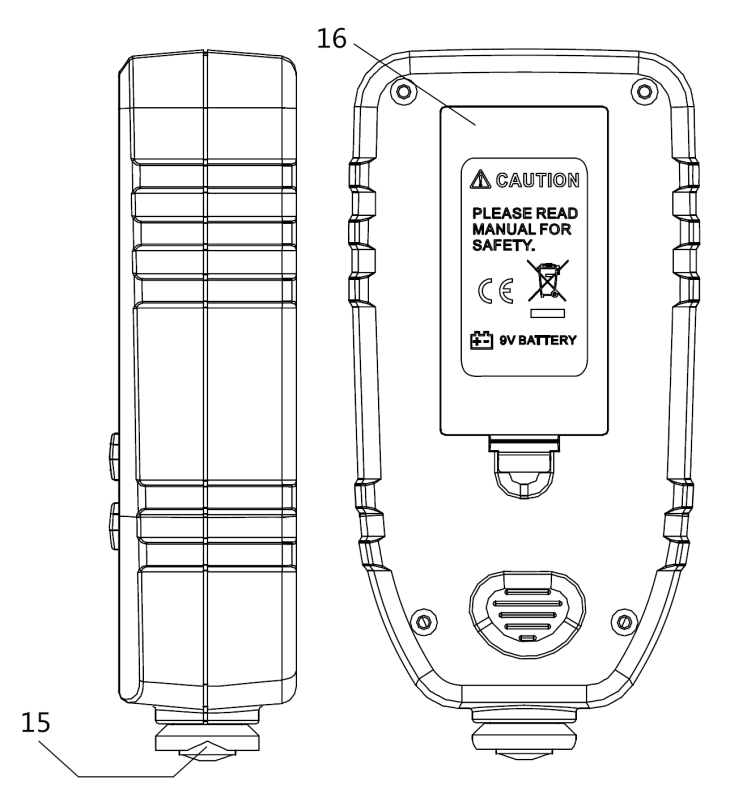 16
CAUTION
PLEASE READ
MANUAL FOR
SAFETY.
CE
9V BATTERY
15